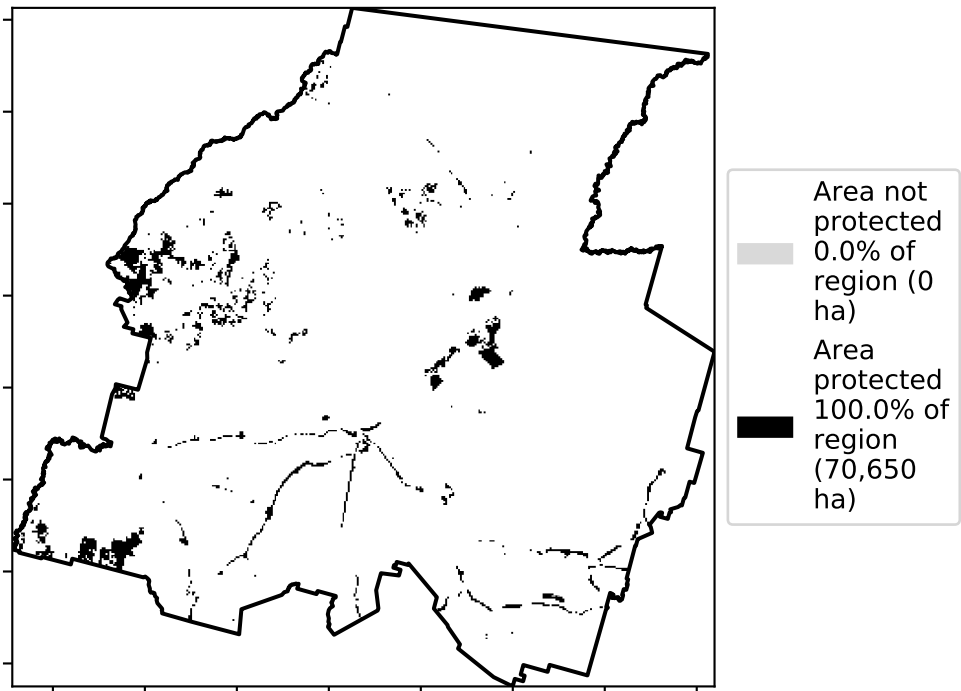 Area not
protected
0.0% of
region (0
ha)
Area
protected
100.0% of
region
(70,650
ha)